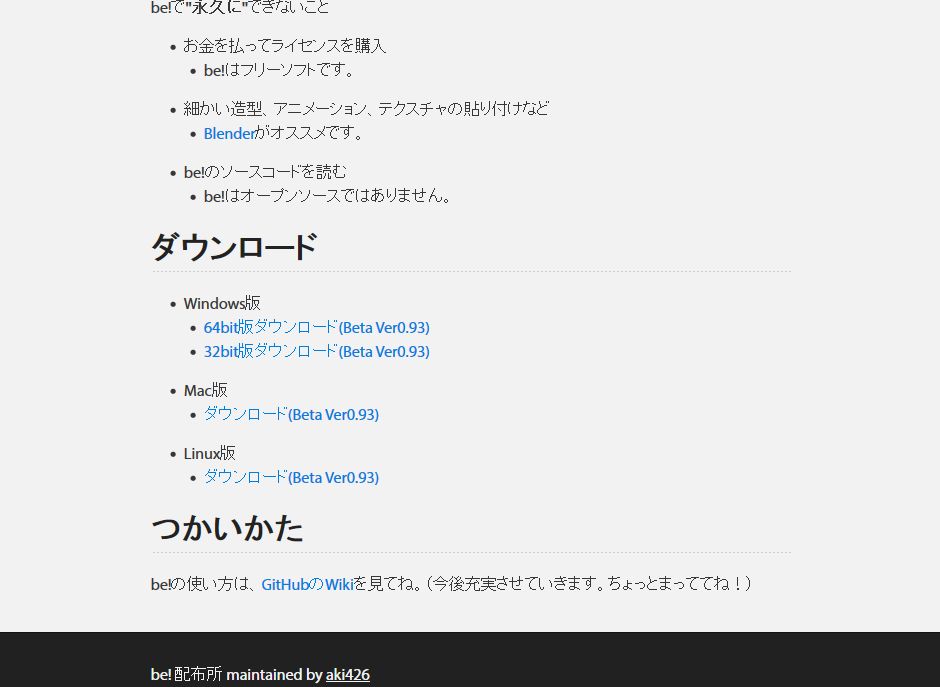 be!で"永久に"できないこと
お金を払ってライセンスを購入
be!はフリーソフトです。
細かい造型、アニメーション、テクスチャの貼り付けなど
Blenderがオススメです。
be!のソースコードを読む
be!はオープンソースではありません。
ダウンロード
Windows版
64bit版ダウンロード(Beta Ver0.93)
32bit版ダウンロード(Beta Ver0.93)
Mac版
ダウンロード(Beta Ver0.93)
Linux版
ダウンロード(Beta Ver0.93)
つかいかた
be!の使い方は、GitHubのWikiを見てね。（今後充実させていきます。ちょっとまっててね！）
be! 配布所 maintained by aki426